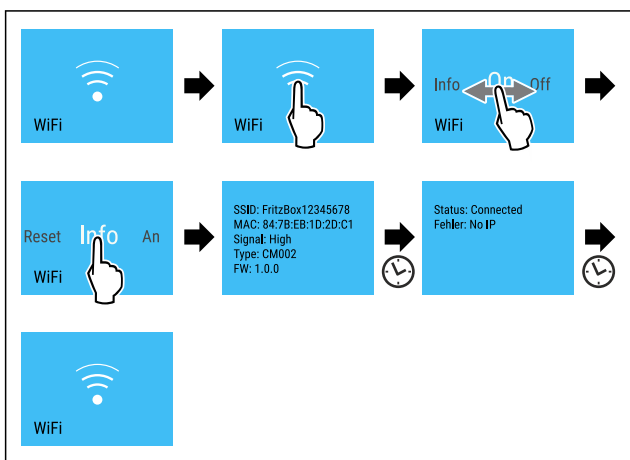 WiFi
WiFi
Info On Off
WiFi
Reset Info An
WiFi
SSID: FritzBox12345678
MAC: 84:7B:EB:1D:2D:C1
Signal: High
Type: CM002
FW: 1.0.0
Status: Connected
Fehler: No IP
WiFi